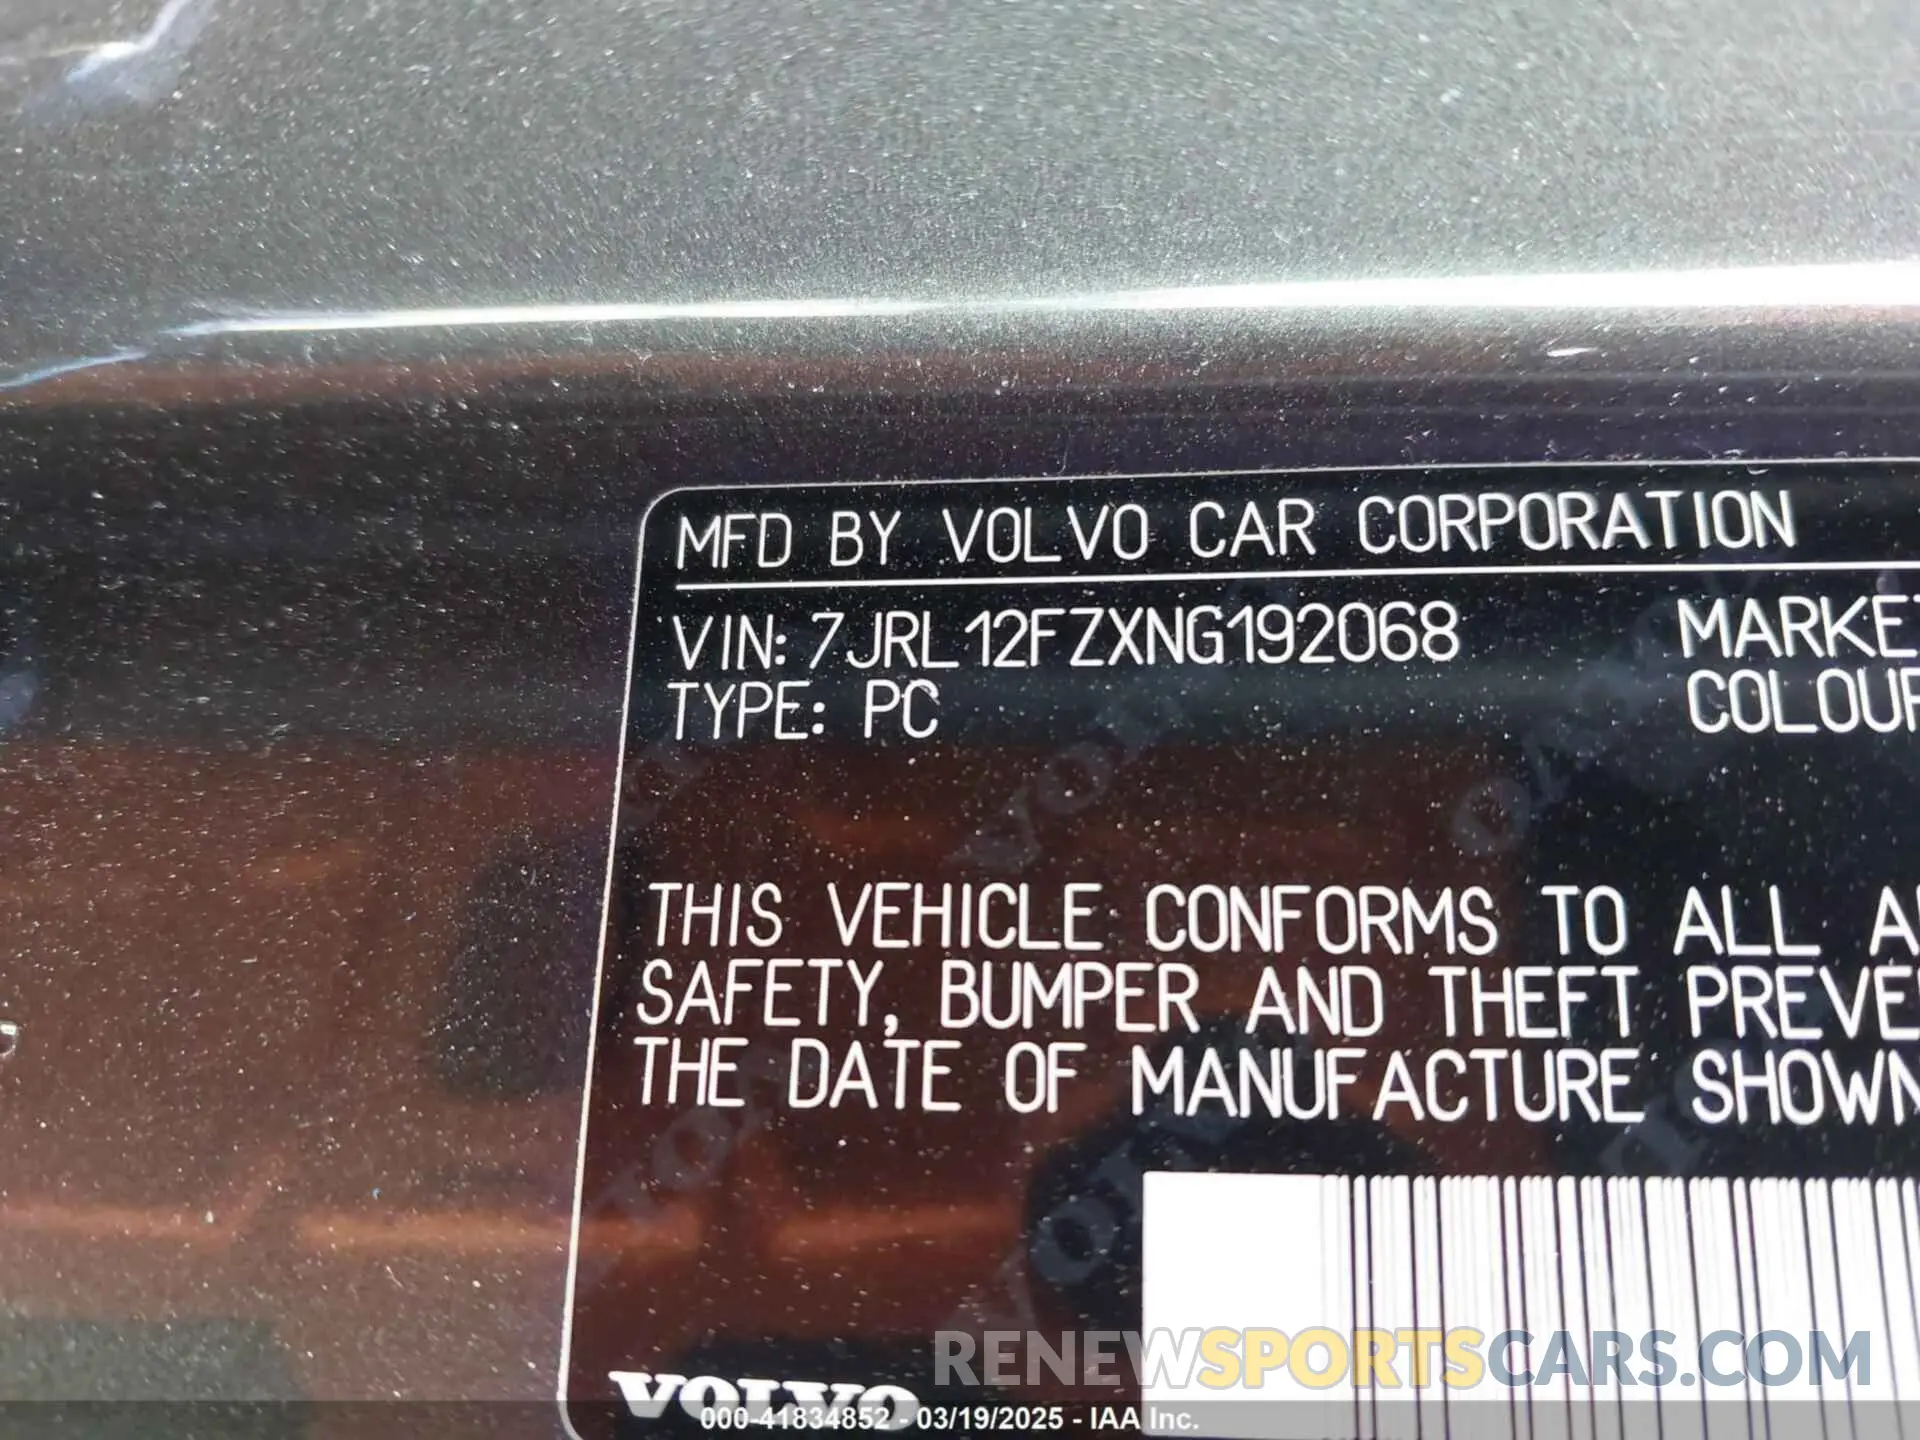 MFD BY VOLVO CAR CORPORATION
VIN: 7JRL12FZXNG192068
MARKET
TYPE: PC
COLOUR
THIS VEHICLE CONFORMS TO ALL A
SAFETY, BUMPER AND THEFT PREVE
THE DATE OF MANUFACTURE SHOWN
RENEWSPORTSCARS.COM
VOLVO
000-41834852 - 03/19/2025 - IAA Inc.